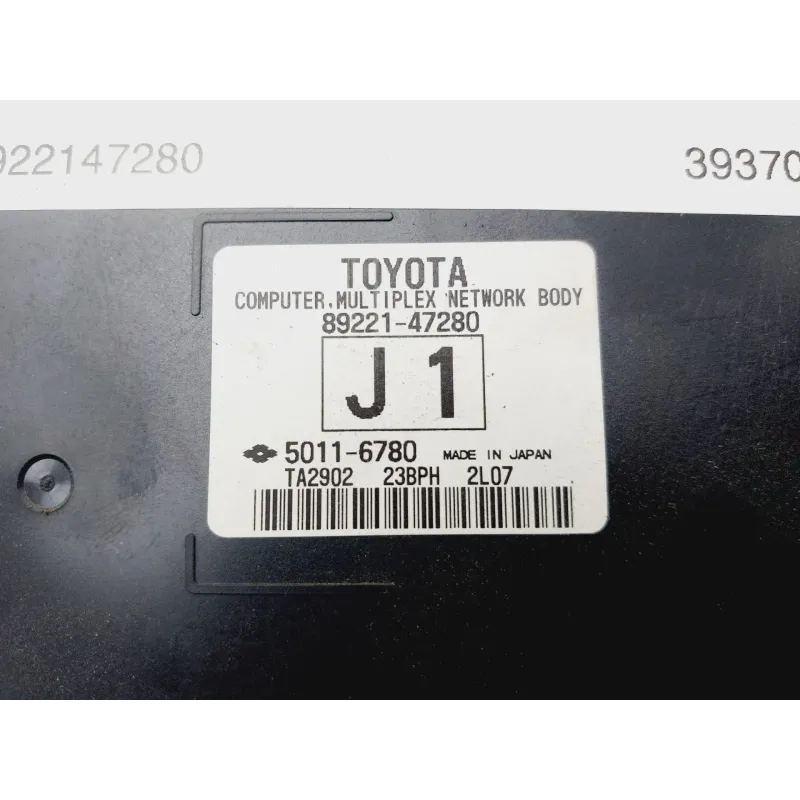 922147280 39370
TOYOTA
COMPUTER, MULTIPLEX NETWORK BODY
89221-47280
J 1
5011-6780 MADE IN JAPAN
TA2902 23BPH 2L07